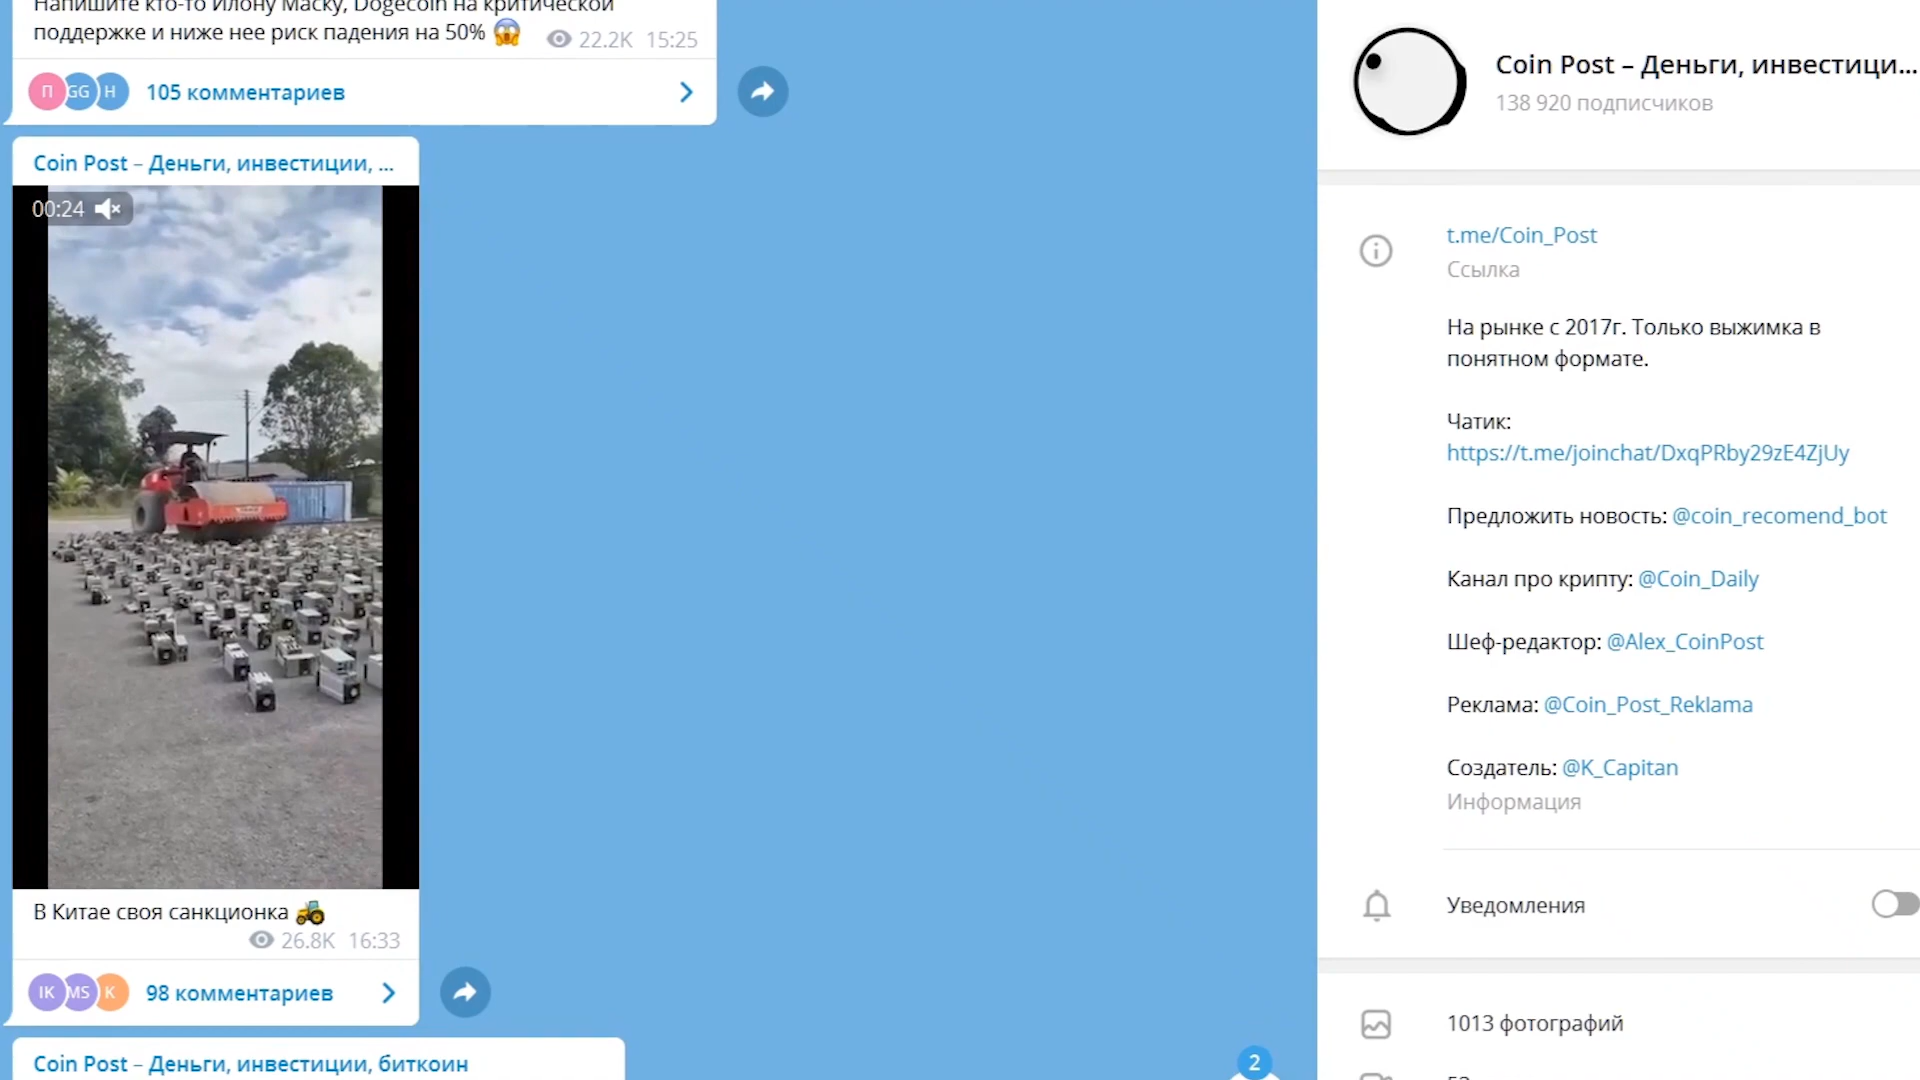 Напишите кто-то Илону Маску, Dogecoin на критической
поддержке и ниже нее риск падения на 50% 😱 22.2K 15:25
П GG Н 105 комментариев
Coin Post – Деньги, инвестиции, ...
00:24
В Китае своя санкционка 🚜
26.8K 16:33
IK MS K 98 комментариев
Coin Post – Деньги, инвестиции, биткоин
2
Coin Post – Деньги, инвестици...
138 920 подписчиков
t.me/Coin_Post
Ссылка
На рынке с 2017г. Только выжимка в
понятном формате.
Чатик:
https://t.me/joinchat/DxqPRby29zE4ZjUy
Предложить новость: @coin_recomend_bot
Канал про крипту: @Coin_Daily
Шеф-редактор: @Alex_CoinPost
Реклама: @Coin_Post_Reklama
Создатель: @K_Capitan
Информация
Уведомления
1013 фотографий